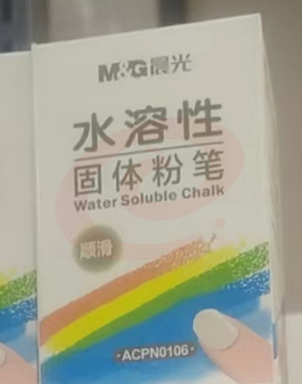 M&G晨光
水溶性
固体粉笔
Water Soluble Chalk
顺滑
·ACPN0106·